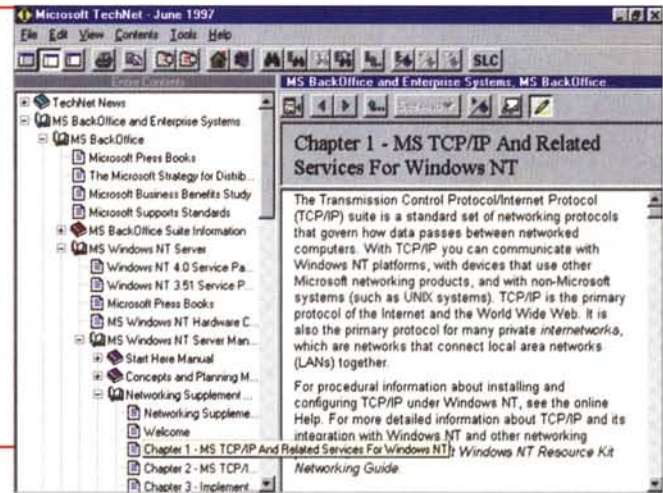 Microsoft TechNet - June 1997
File Edit View Contents Tools Help
SLC
Entire Contents
MS BackOffice and Enterprise Systems, MS BackOffice
TechNet News
MS BackOffice and Enterprise Systems
MS BackOffice
Microsoft Press Books
The Microsoft Strategy for Distrib...
Microsoft Business Benefits Study
Microsoft Supports Standards
MS BackOffice Suite Information
MS Windows NT Server
Windows NT 4.0 Service Pa...
Windows NT 3.51 Service P...
Microsoft Press Books
MS Windows NT Hardware C...
MS Windows NT Server Man...
Start Here Manual
Concepts and Planning M...
Networking Supplement ...
Networking Suppleme...
Welcome
Chapter 1 - MS TCP/IP And Related Services For Windows NT
Chapter 2 - MS TCP/I...
Chapter 3 - Implement...
See Also
Chapter 1 - MS TCP/IP And Related
Services For Windows NT
The Transmission Control Protocol/Internet Protocol
(TCP/IP) suite is a standard set of networking protocols
that govern how data passes between networked
computers. With TCP/IP you can communicate with
Windows NT platforms, with devices that use other
Microsoft networking products, and with non-Microsoft
systems (such as UNIX systems). TCP/IP is the primary
protocol of the Internet and the World Wide Web. It is
also the primary protocol for many private internetworks,
which are networks that connect local area networks
(LANs) together.
For procedural information about installing and
configuring TCP/IP under Windows NT, see the online
Help. For more detailed information about TCP/IP and its
integration with Windows NT and other networking
Windows NT Resource Kit
Networking Guide.